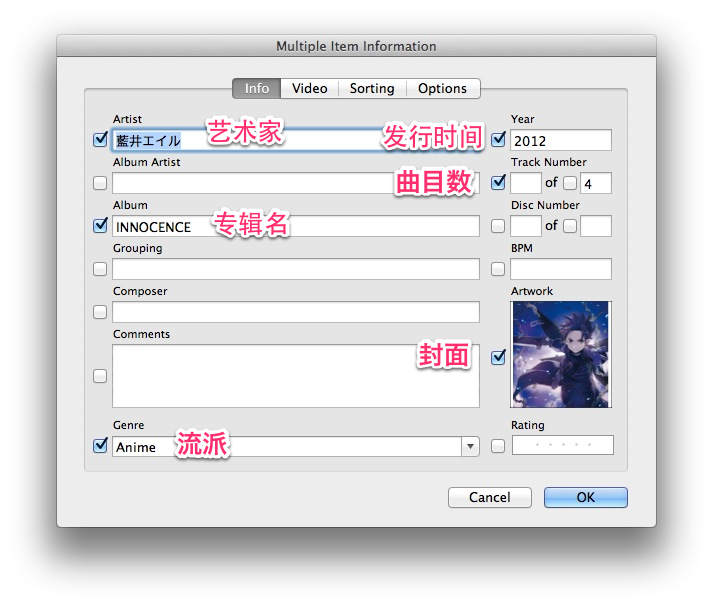 Multiple Item Information
Info Video Sorting Options
Artist Year
藍井エイル 艺术家 发行时间 2012
Album Artist Track Number
曲目数 of 4
Album Disc Number
INNOCENCE 专辑名 of
Grouping BPM
Composer Artwork
Comments
封面
Genre Rating
Anime 流派
Cancel OK